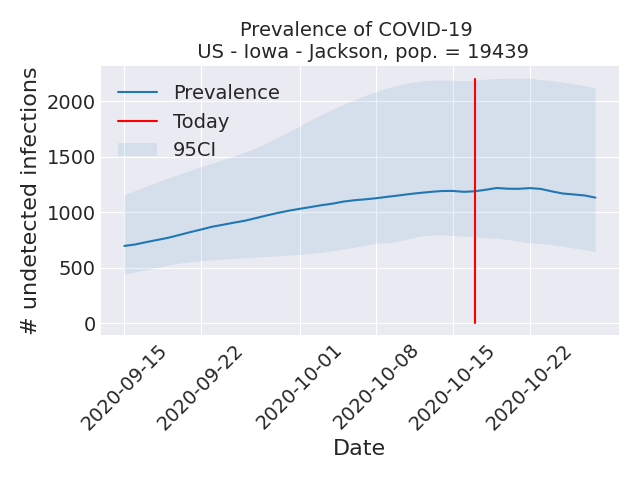 Prevalence of COVID-19
US - Iowa - Jackson, pop. = 19439
# undetected infections
2000
1500
1000
500
0
Prevalence
Today
95CI
2020-09-15
2020-09-22
2020-10-01
2020-10-08
2020-10-15
2020-10-22
Date